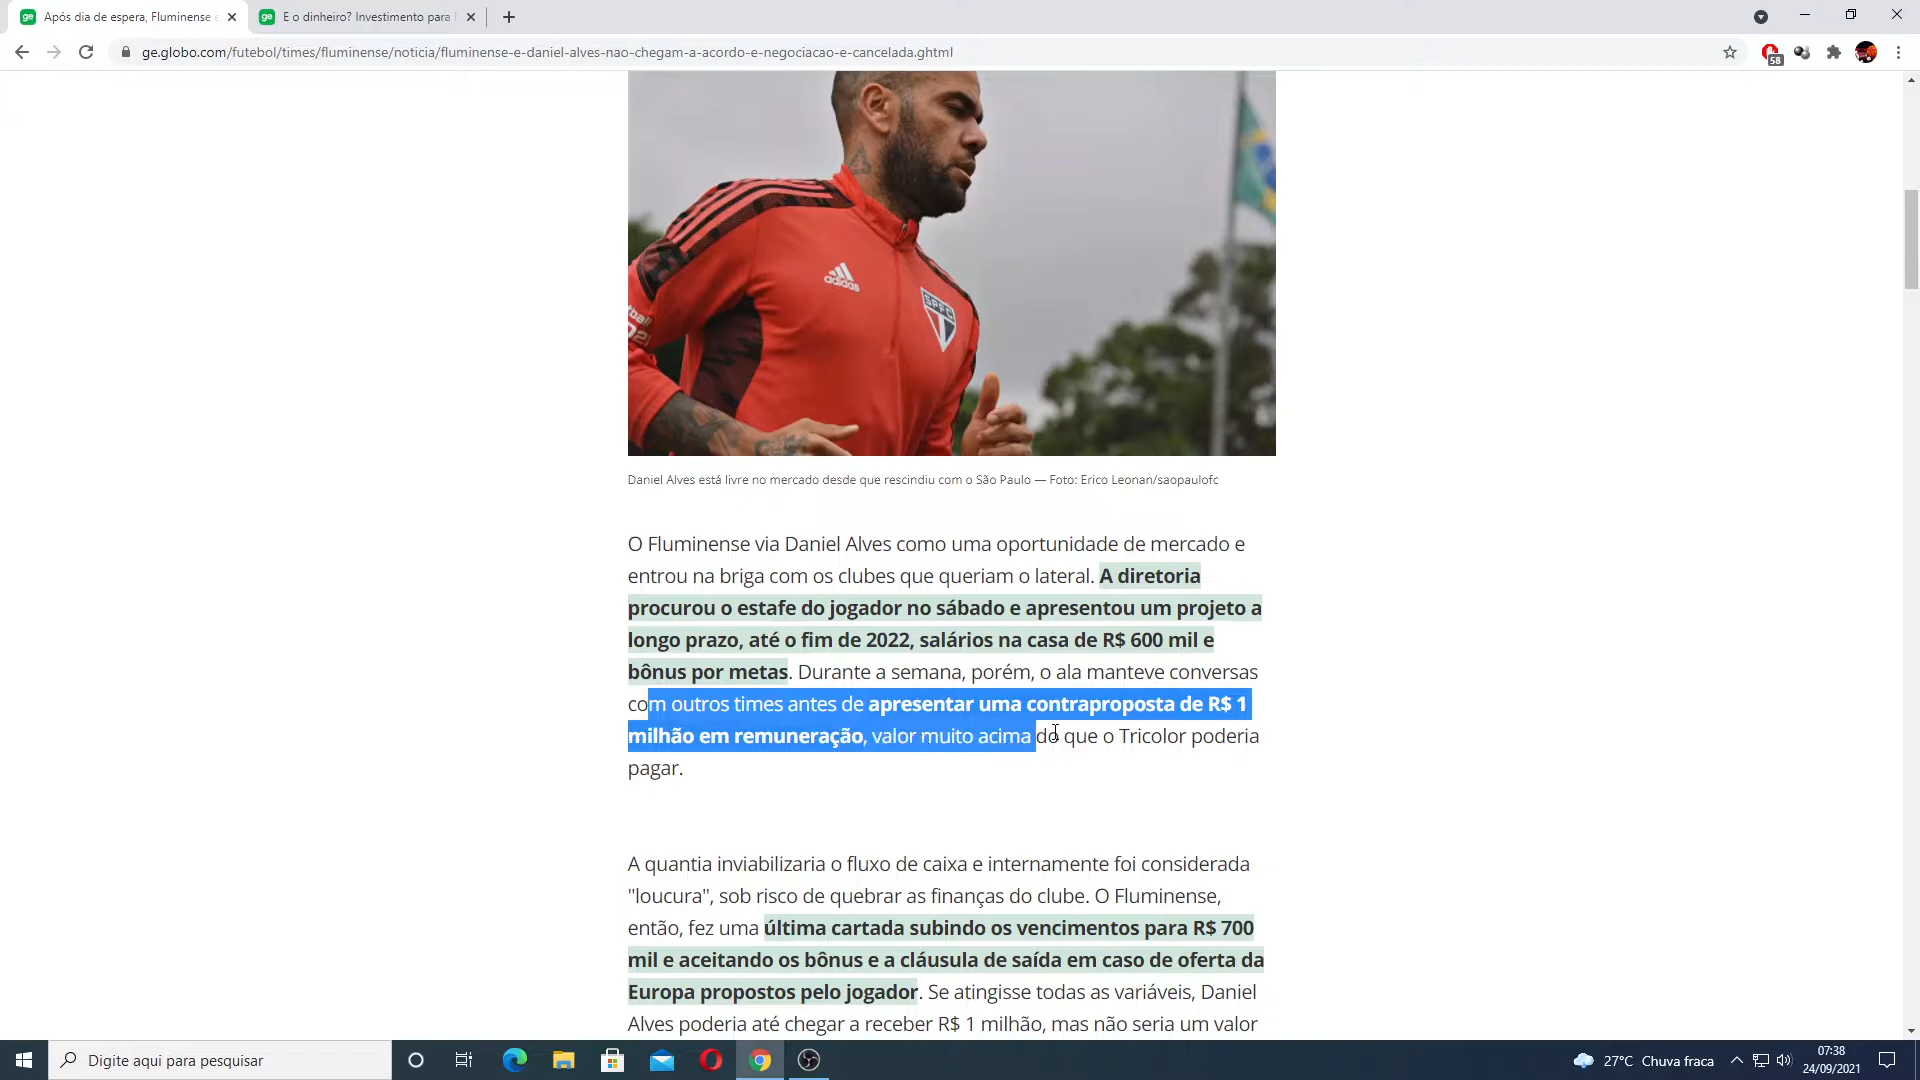 Após dia de espera, Fluminense e
E o dinheiro? Investimento para
ge.globo.com/futebol/times/fluminense/noticia/fluminense-e-daniel-alves-nao-chegam-a-acordo-e-negociacao-e-cancelada.ghtml
58
adidas
SPFC
Daniel Alves está livre no mercado desde que rescindiu com o São Paulo — Foto: Erico Leonan/saopaulofc
O Fluminense via Daniel Alves como uma oportunidade de mercado e
entrou na briga com os clubes que queriam o lateral. A diretoria
procurou o estafe do jogador no sábado e apresentou um projeto a
longo prazo, até o fim de 2022, salários na casa de R$ 600 mil e
bônus por metas. Durante a semana, porém, o ala manteve conversas
com outros times antes de apresentar uma contraproposta de R$ 1
milhão em remuneração, valor muito acima do que o Tricolor poderia
pagar.
A quantia inviabilizaria o fluxo de caixa e internamente foi considerada
"loucura", sob risco de quebrar as finanças do clube. O Fluminense,
então, fez uma última cartada subindo os vencimentos para R$ 700
mil e aceitando os bônus e a cláusula de saída em caso de oferta da
Europa propostos pelo jogador. Se atingisse todas as variáveis, Daniel
Alves poderia até chegar a receber R$ 1 milhão, mas não seria um valor
Digite aqui para pesquisar
27°C Chuva fraca
07:38
24/09/2021